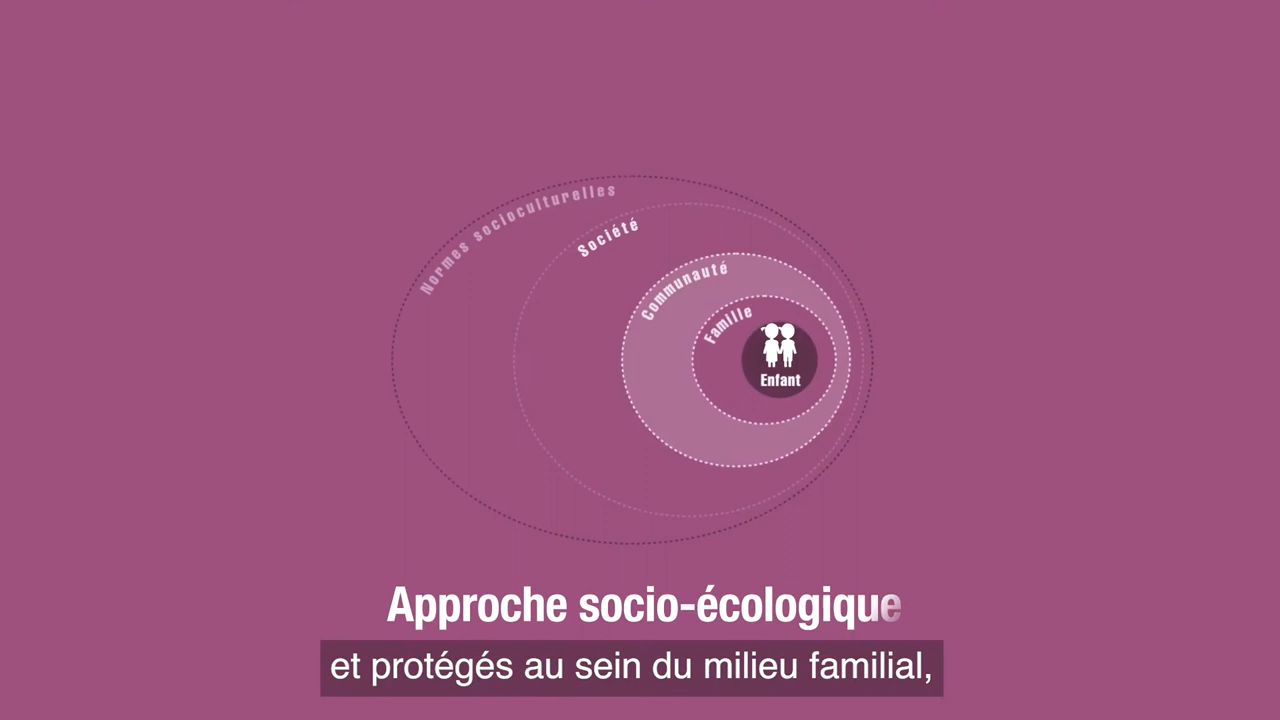 Normes socioculturelles
Société
Communauté
Famille
Enfant
Approche socio-écologique
et protégés au sein du milieu familial,